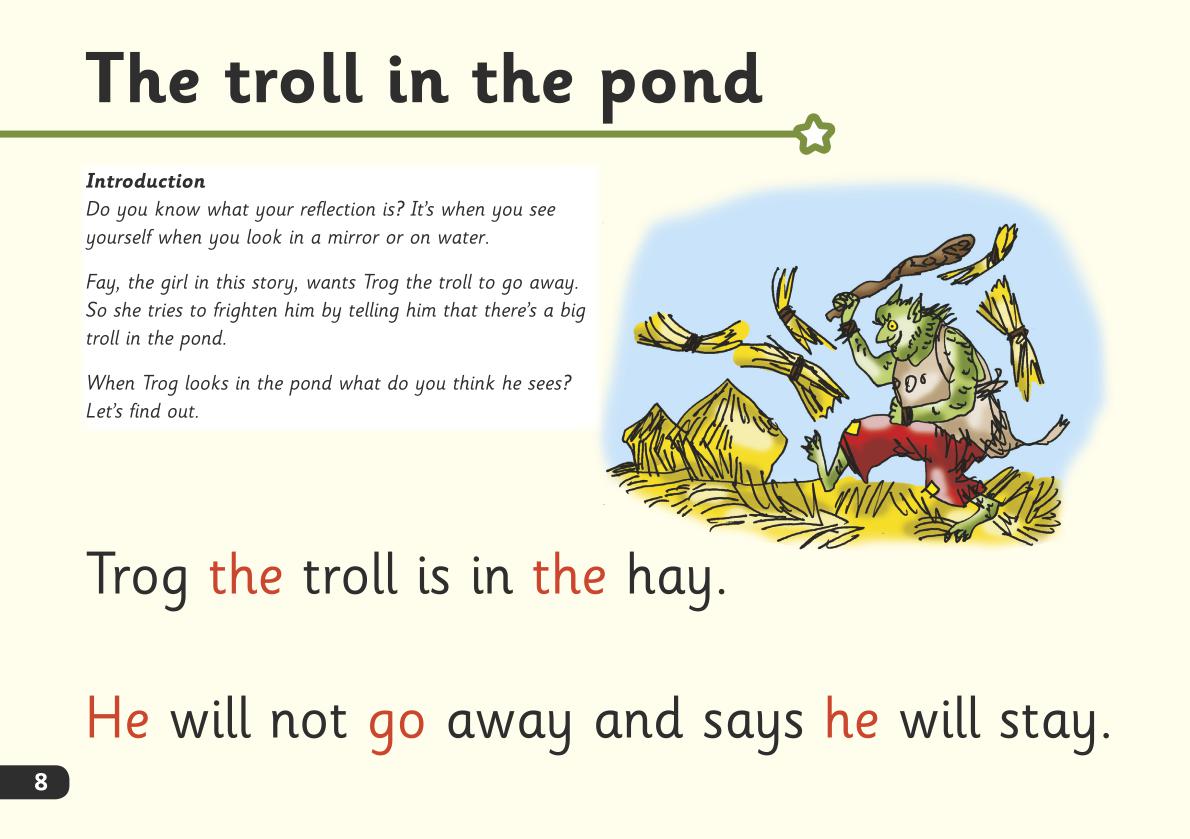 The troll in the pond
Introduction
Do you know what your reflection is? It's when you see
yourself when you look in a mirror or on water.
Fay, the girl in this story, wants Trog the troll to go away.
So she tries to frighten him by telling him that there's a big
troll in the pond.
When Trog looks in the pond what do you think he sees?
Let's find out.
Trog the troll is in the hay.
He will not go away and says he will stay.
8